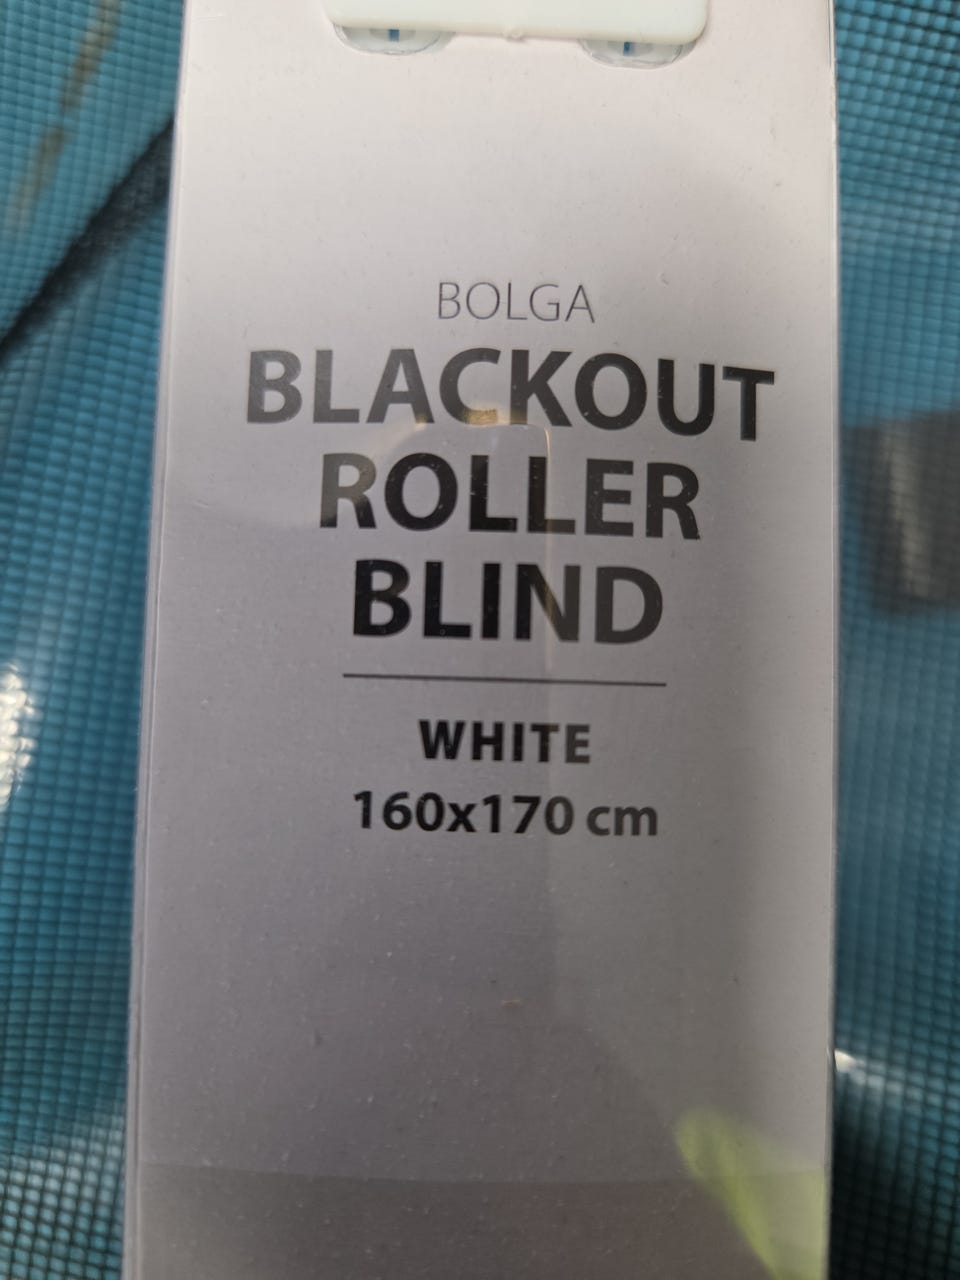 BOLGA
BLACKOUT
ROLLER
BLIND
WHITE
160x170 cm